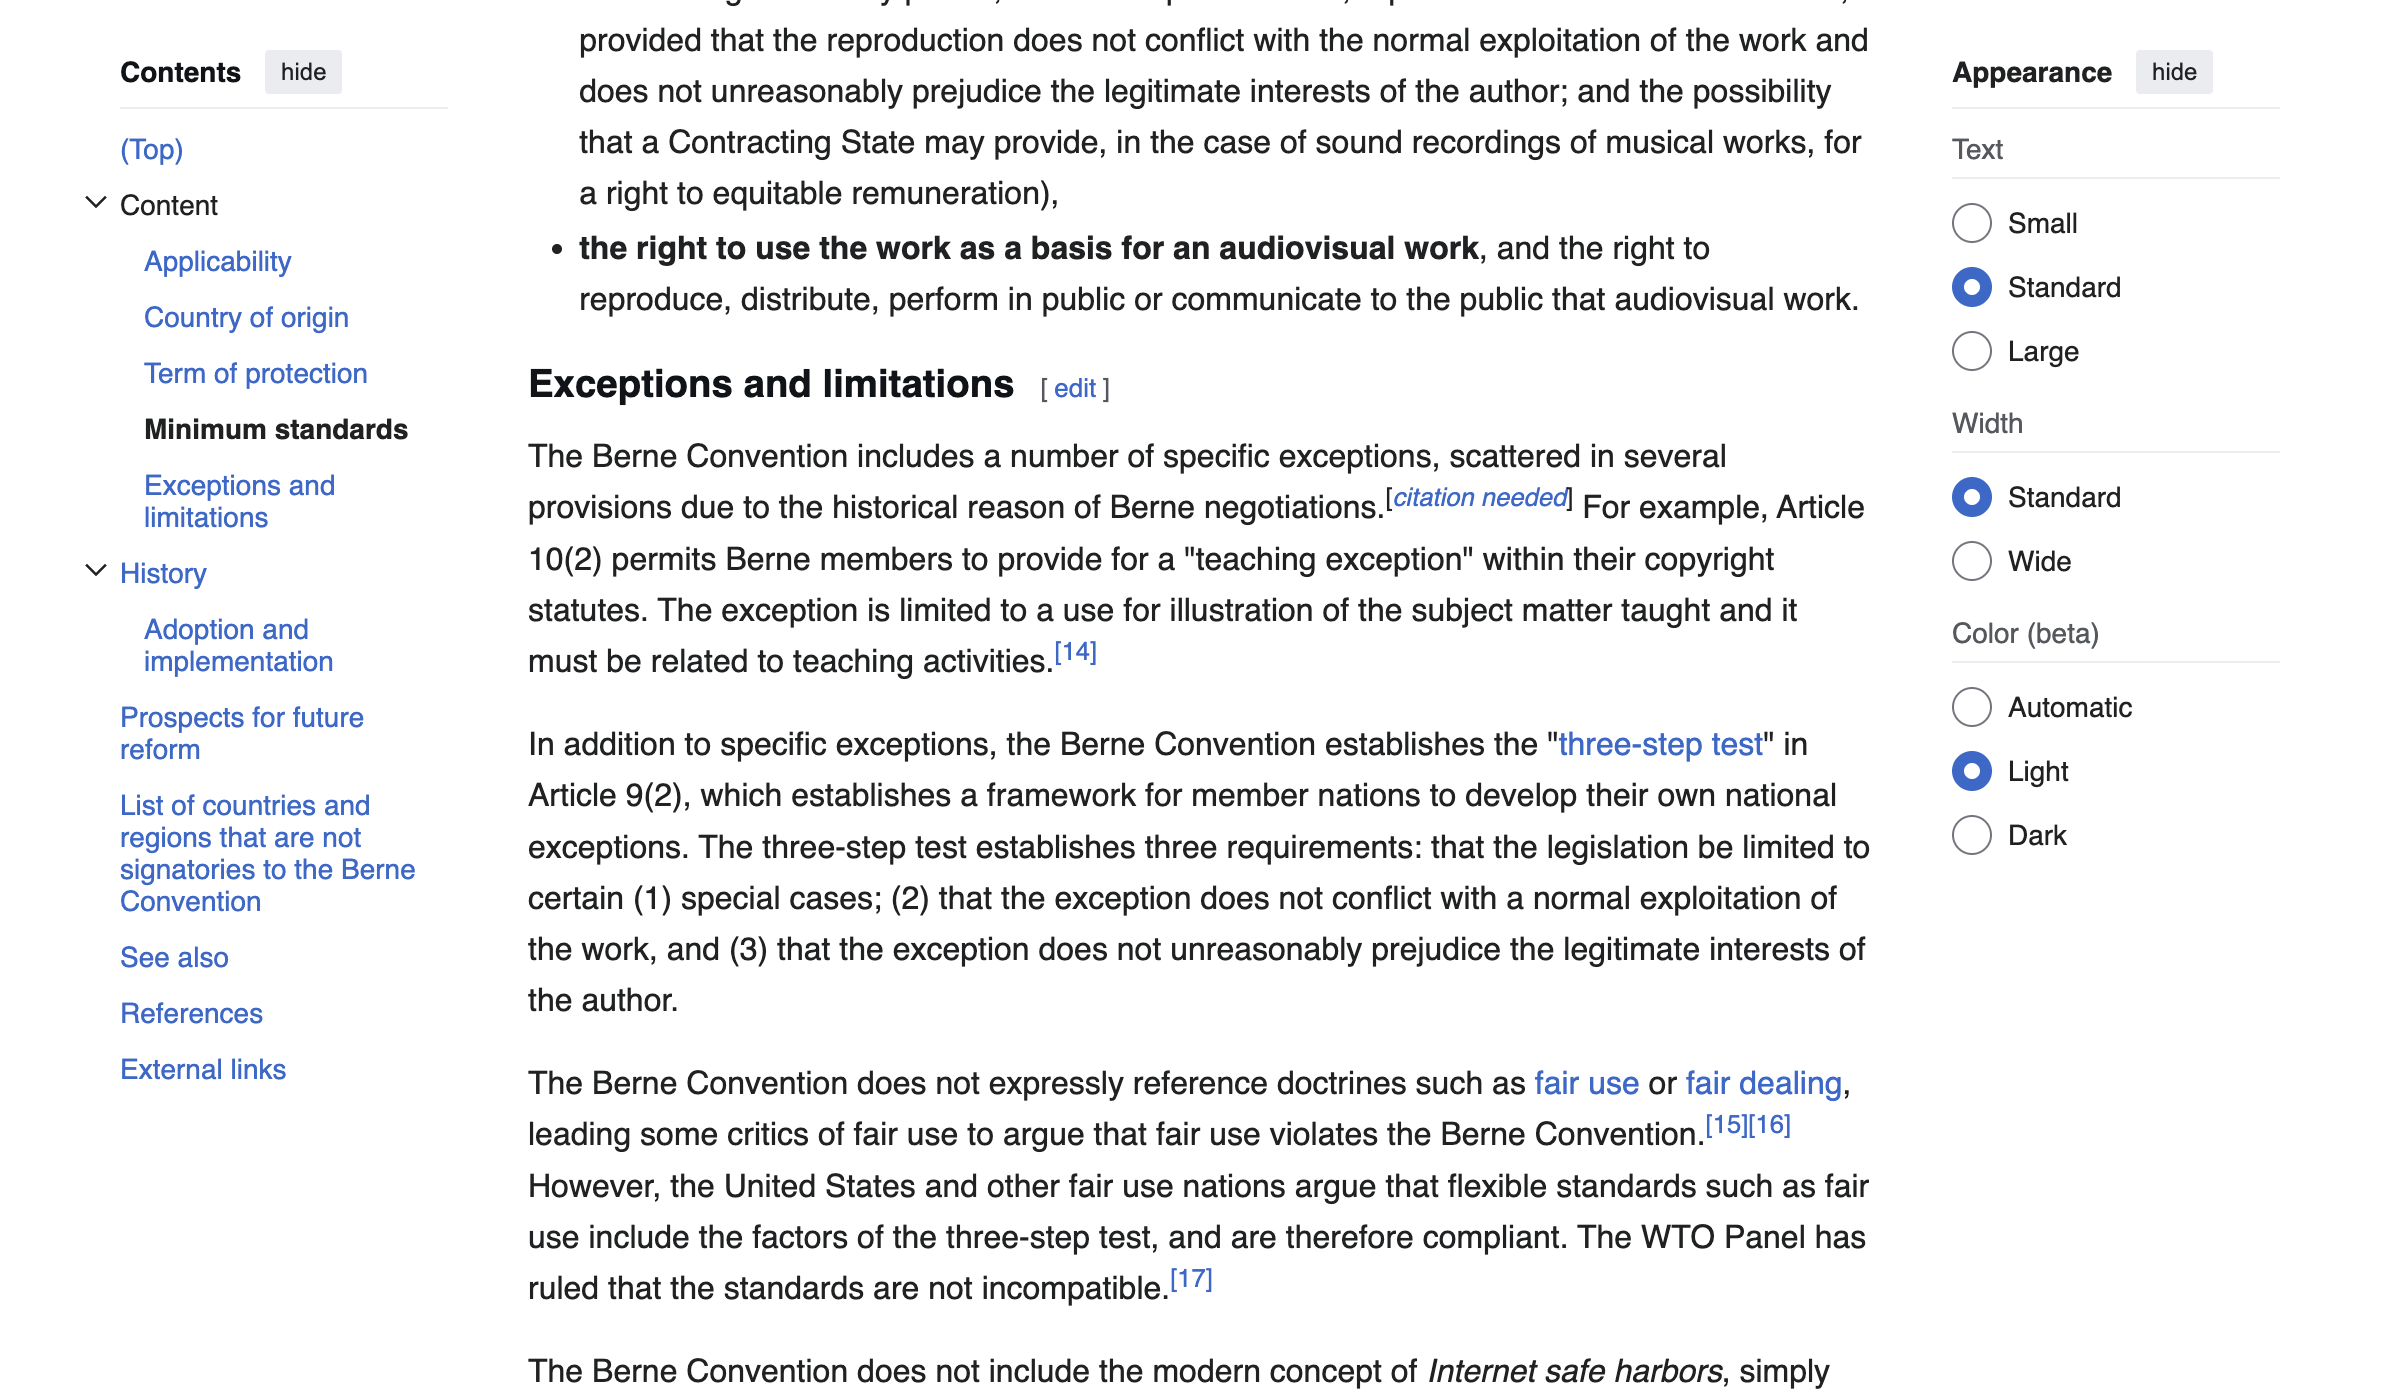 Contents hide
(Top)
Content
Applicability
Country of origin
Term of protection
Minimum standards
Exceptions and
limitations
History
Adoption and
implementation
Prospects for future
reform
List of countries and
regions that are not
signatories to the Berne
Convention
See also
References
External links
provided that the reproduction does not conflict with the normal exploitation of the work and
does not unreasonably prejudice the legitimate interests of the author; and the possibility
that a Contracting State may provide, in the case of sound recordings of musical works, for
a right to equitable remuneration),
• the right to use the work as a basis for an audiovisual work, and the right to
reproduce, distribute, perform in public or communicate to the public that audiovisual work.
Exceptions and limitations [ edit ]
The Berne Convention includes a number of specific exceptions, scattered in several
provisions due to the historical reason of Berne negotiations.[citation needed] For example, Article
10(2) permits Berne members to provide for a "teaching exception" within their copyright
statutes. The exception is limited to a use for illustration of the subject matter taught and it
must be related to teaching activities.[14]
In addition to specific exceptions, the Berne Convention establishes the "three-step test" in
Article 9(2), which establishes a framework for member nations to develop their own national
exceptions. The three-step test establishes three requirements: that the legislation be limited to
certain (1) special cases; (2) that the exception does not conflict with a normal exploitation of
the work, and (3) that the exception does not unreasonably prejudice the legitimate interests of
the author.
The Berne Convention does not expressly reference doctrines such as fair use or fair dealing,
leading some critics of fair use to argue that fair use violates the Berne Convention.[15][16]
However, the United States and other fair use nations argue that flexible standards such as fair
use include the factors of the three-step test, and are therefore compliant. The WTO Panel has
ruled that the standards are not incompatible.[17]
The Berne Convention does not include the modern concept of Internet safe harbors, simply
Appearance hide
Text
Small
Standard
Large
Width
Standard
Wide
Color (beta)
Automatic
Light
Dark